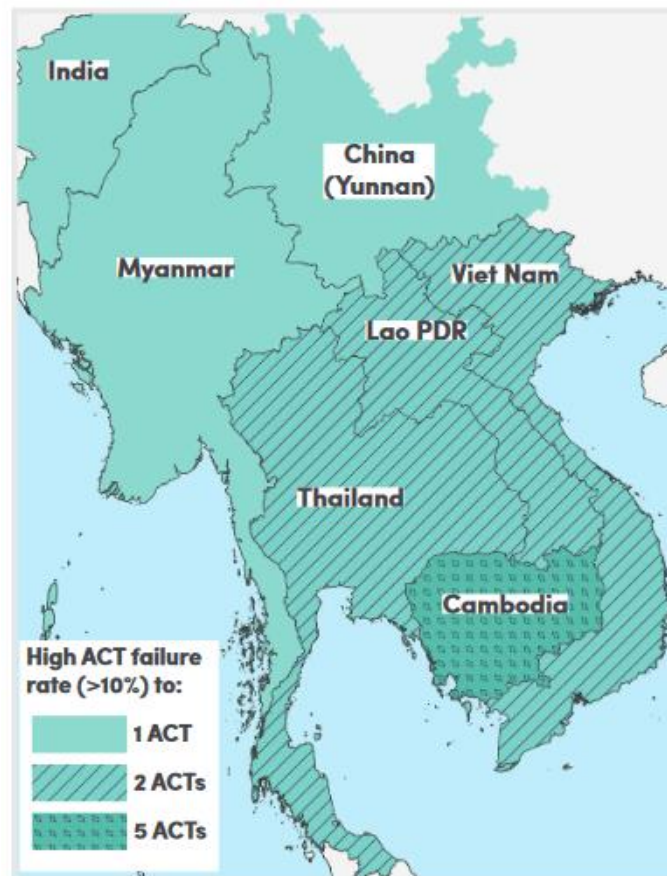 India
China
(Yunnan)
Myanmar
Viet Nam
Lao PDR
Thailand
Cambodia
High ACT failure
rate (>10%) to:
1 ACT
2 ACTs
5 ACTs